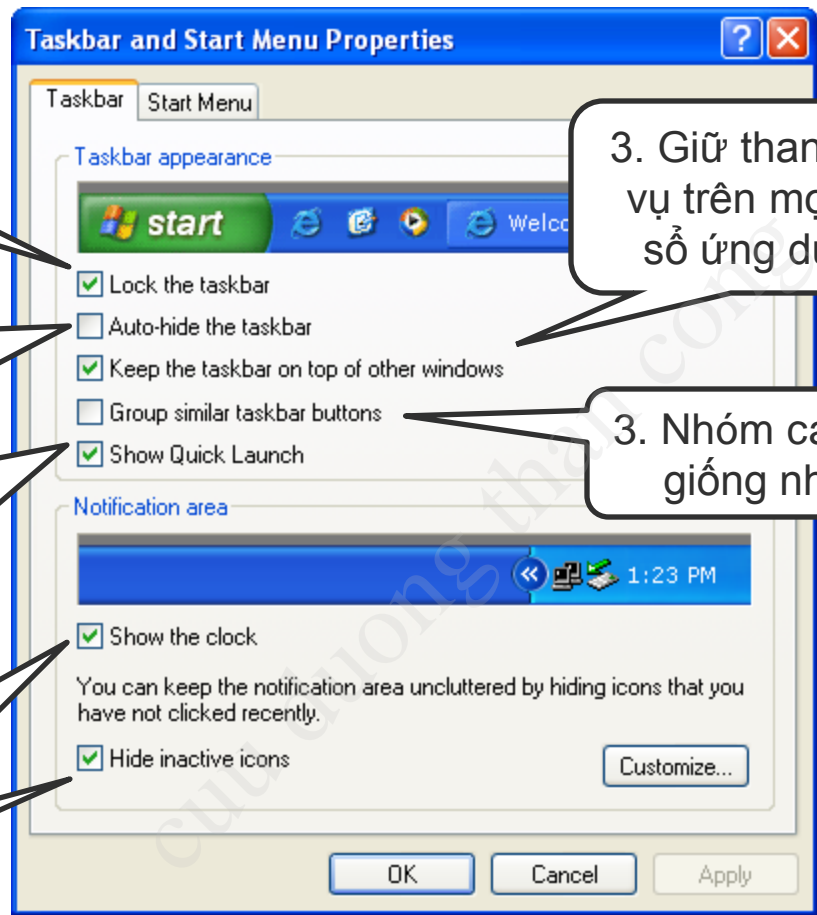 Taskbar and Start Menu Properties
Taskbar Start Menu
Taskbar appearance
start
Lock the taskbar
Auto-hide the taskbar
Keep the taskbar on top of other windows
Group similar taskbar buttons
Show Quick Launch
3. Giữ
vụ trên
sổ ứng
3. Nhóm
giống
Notification area
1:23 PM
Show the clock
You can keep the notification area uncluttered by hiding icons that you
have not clicked recently.
Hide inactive icons
Customize...
OK Cancel Apply
cuu duong than cong